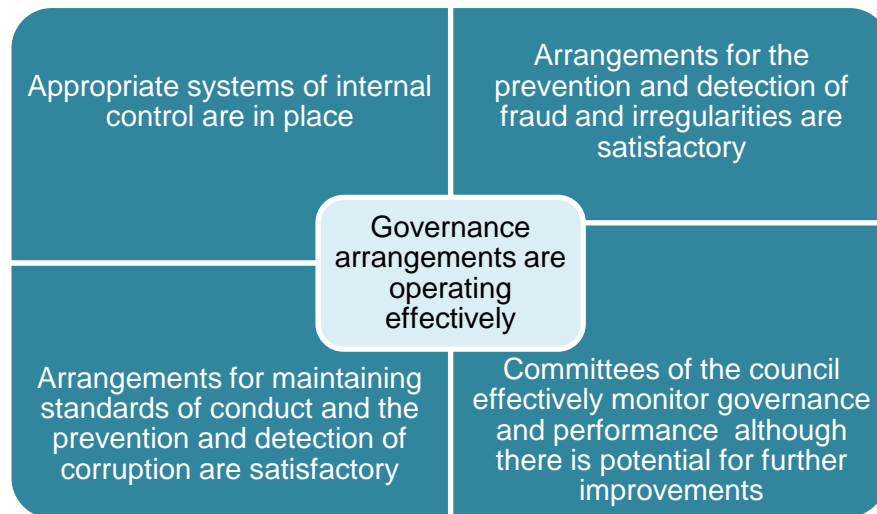 Appropriate systems of internal
control are in place
Arrangements for the
prevention and detection of
fraud and irregularities are
satisfactory
Governance
arrangements are
operating
effectively
Arrangements for maintaining
standards of conduct and the
prevention and detection of
corruption are satisfactory
Committees of the council
effectively monitor governance
and performance  although
there is potential for further
improvements